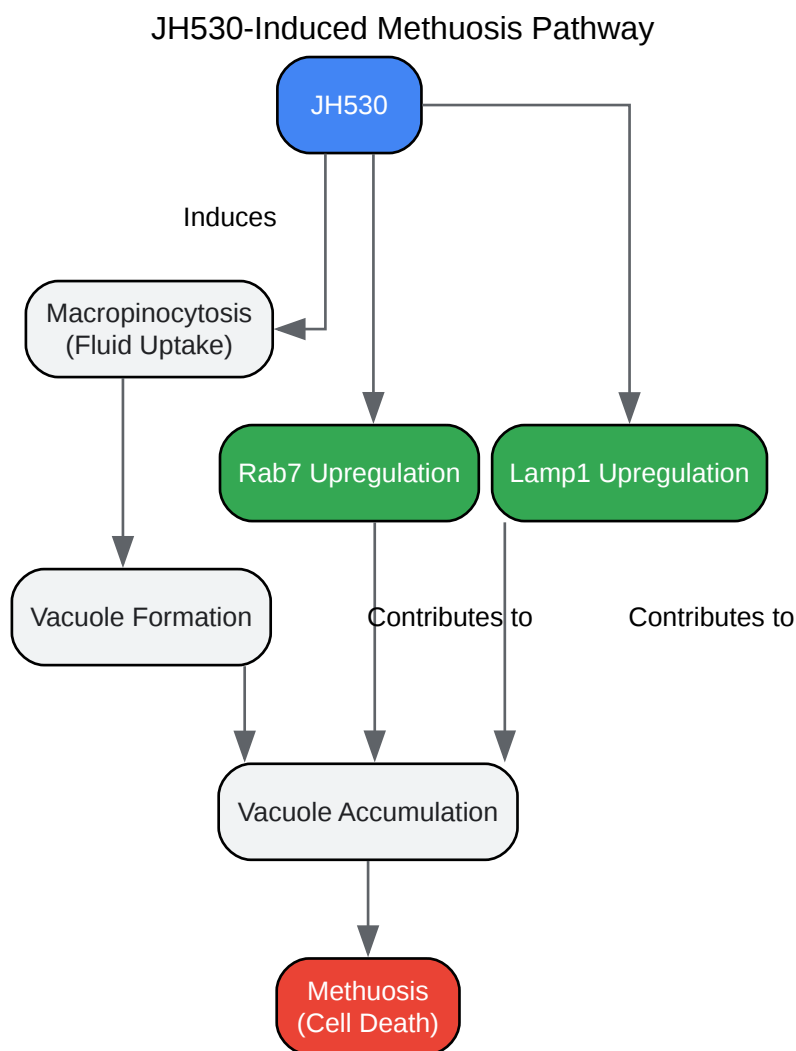 JH530-Induced Methuosis Pathway
JH530
Induces
Macropinocytosis
(Fluid Uptake)
Rab7 Upregulation
Lamp1 Upregulation
Vacuole Formation
Contributes to
Contributes to
Vacuole Accumulation
Methuosis
(Cell Death)